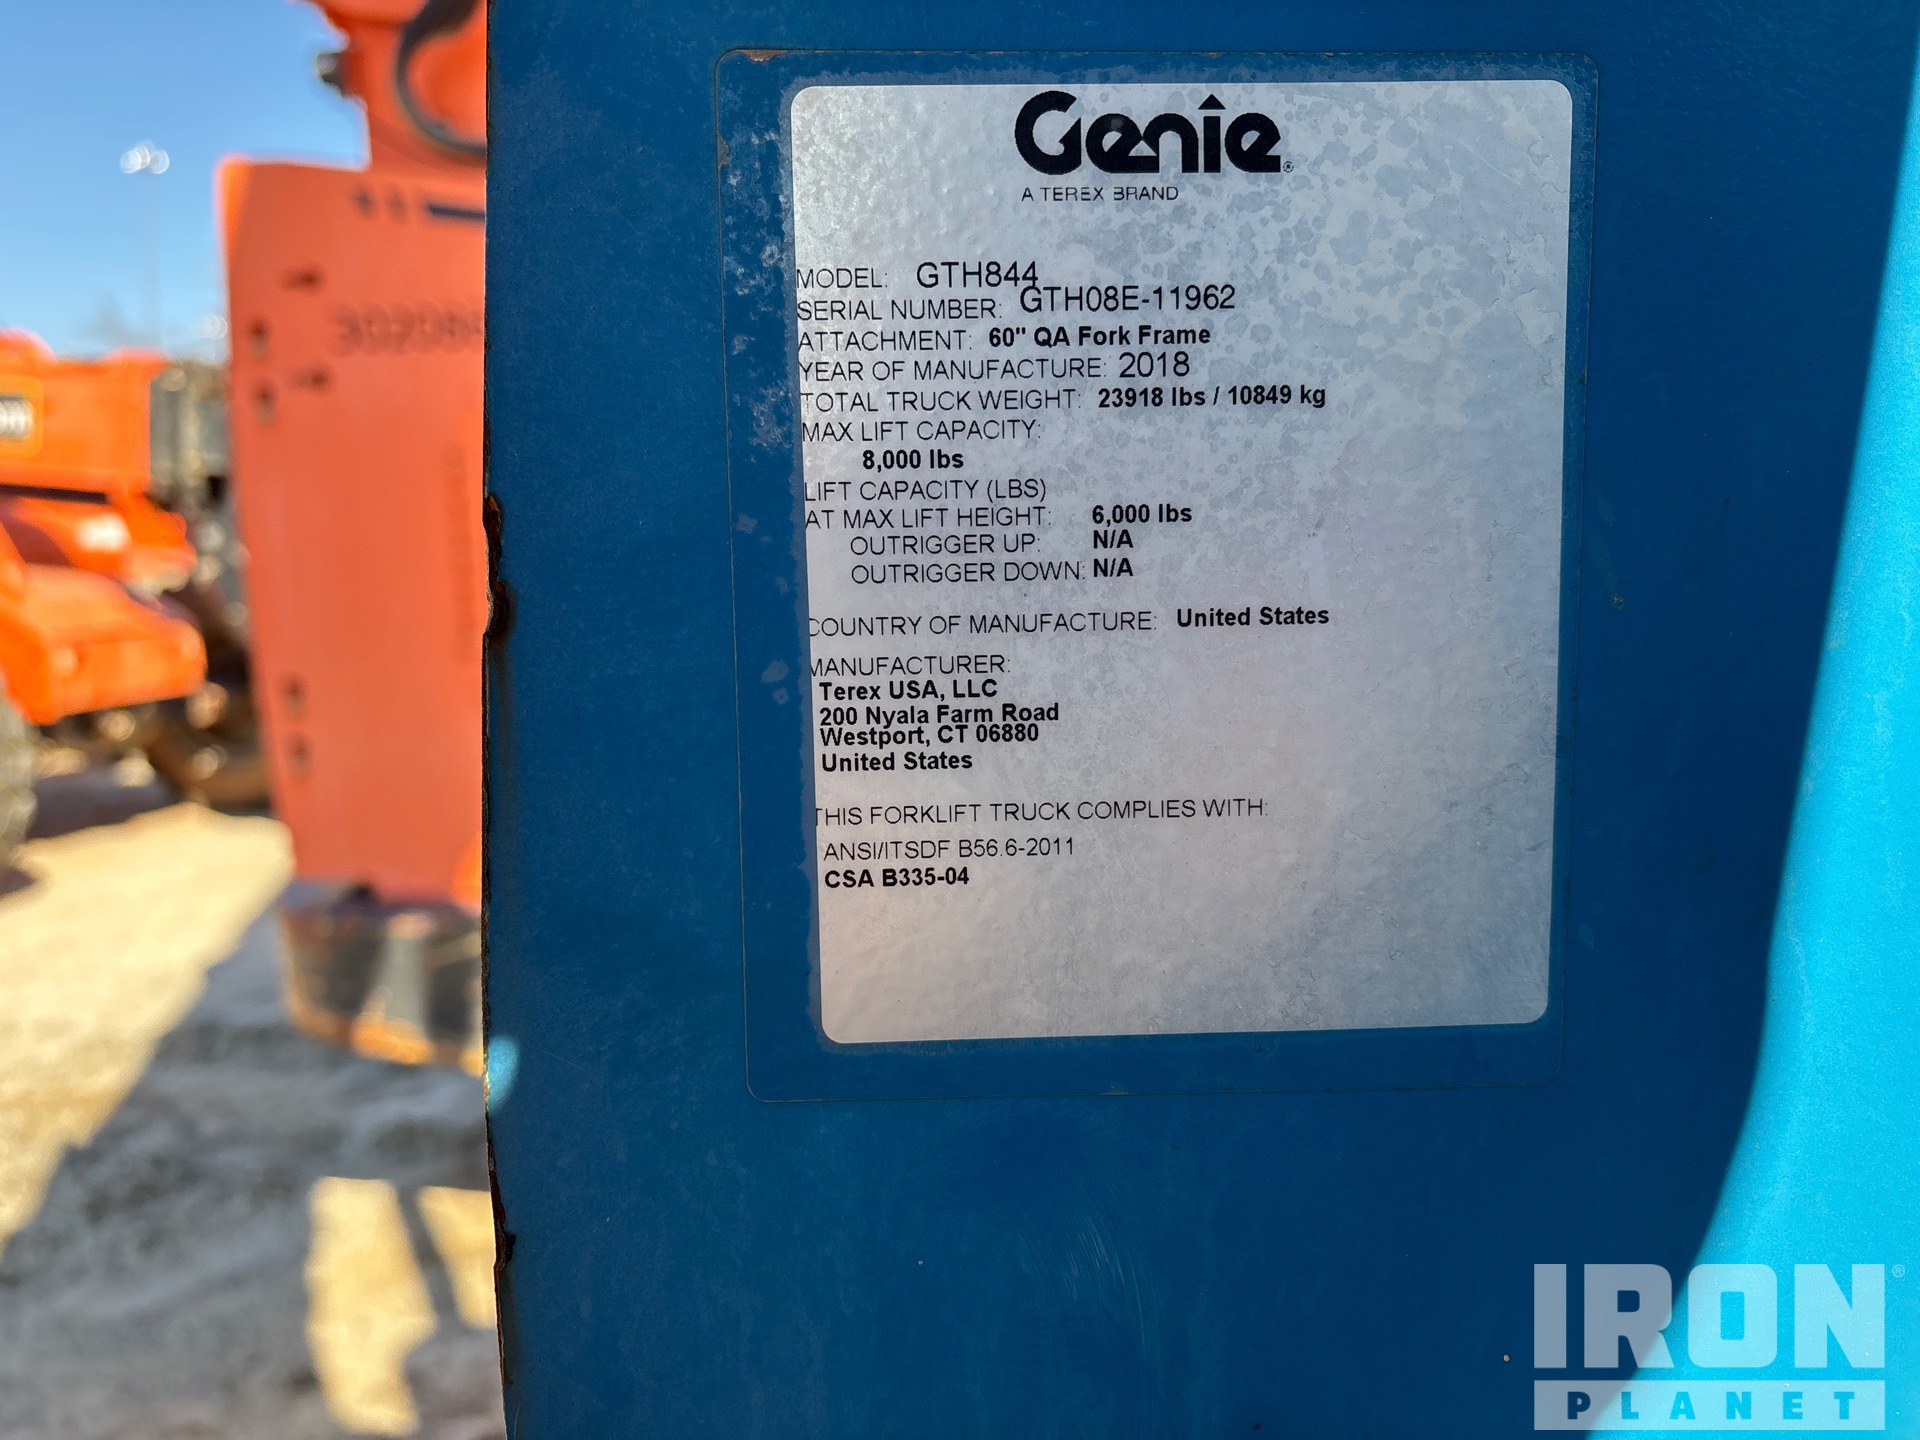 Genie®
A TEREX BRAND
MODEL: GTH844
SERIAL NUMBER: GTH08E-11962
ATTACHMENT: 60" QA Fork Frame
YEAR OF MANUFACTURE: 2018
TOTAL TRUCK WEIGHT: 23918 lbs / 10849 kg
MAX LIFT CAPACITY:
8,000 lbs
LIFT CAPACITY (LBS)
AT MAX LIFT HEIGHT: 6,000 lbs
OUTRIGGER UP: N/A
OUTRIGGER DOWN: N/A
COUNTRY OF MANUFACTURE: United States
MANUFACTURER:
Terex USA, LLC
200 Nyala Farm Road
Westport, CT 06880
United States
THIS FORKLIFT TRUCK COMPLIES WITH:
ANSI/ITSDF B56.6-2011
CSA B335-04
IRON®
PLANET